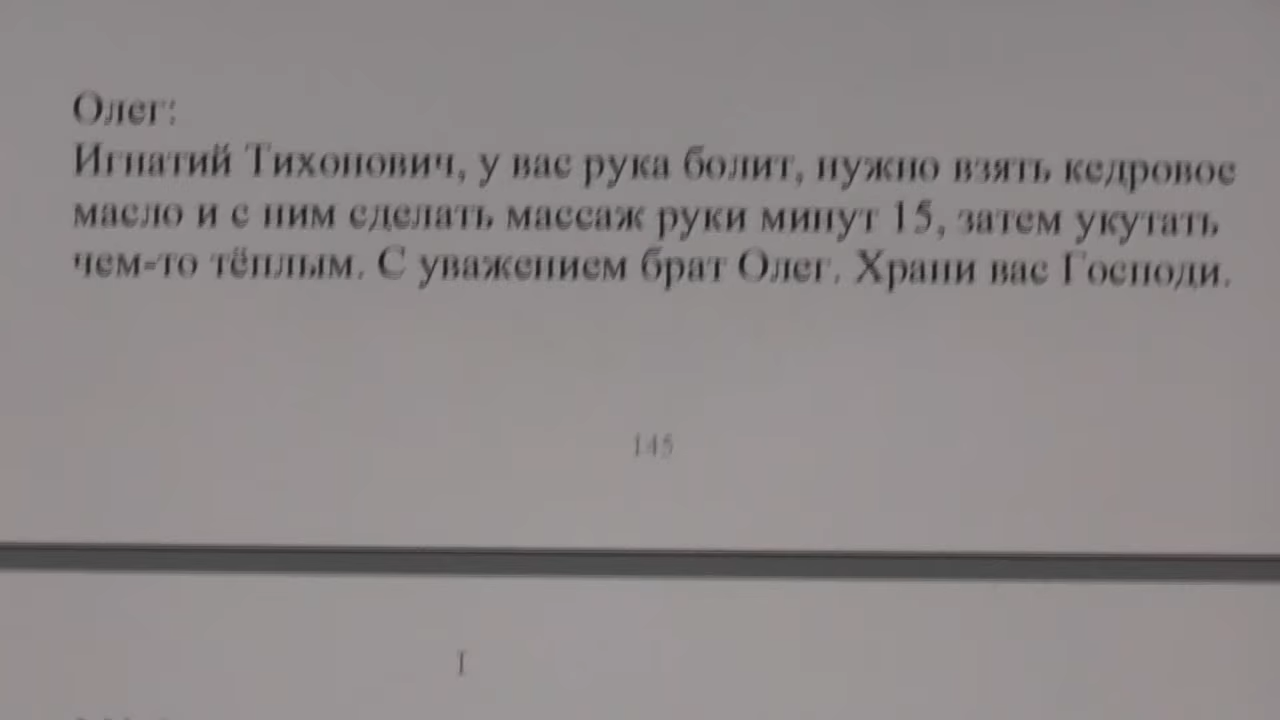 Олег:
Игнатий Тихонович, у вас рука болит, нужно взять кедровое
масло и с ним сделать массаж руки минут 15, затем укутать
чем-то тёплым. С уважением брат Олег. Храни вас Господи.
145